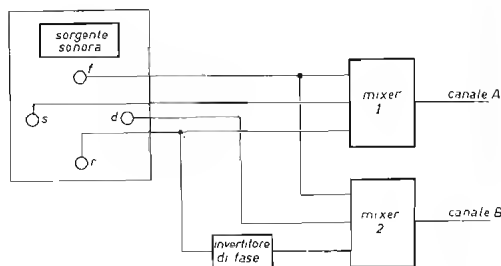 sorgente
sonora
f
s
d
r
mixer
1
canale A
mixer
2
canale B
invertitore
di fase